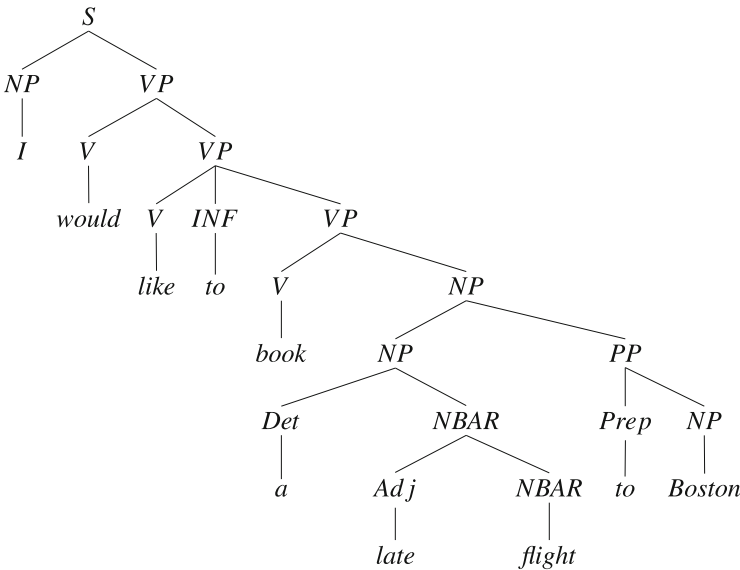 S
NP VP
I V VP
would V INF VP
like to V NP
book NP PP
Det NBAR Prep NP
a Adj NBAR to Boston
late flight